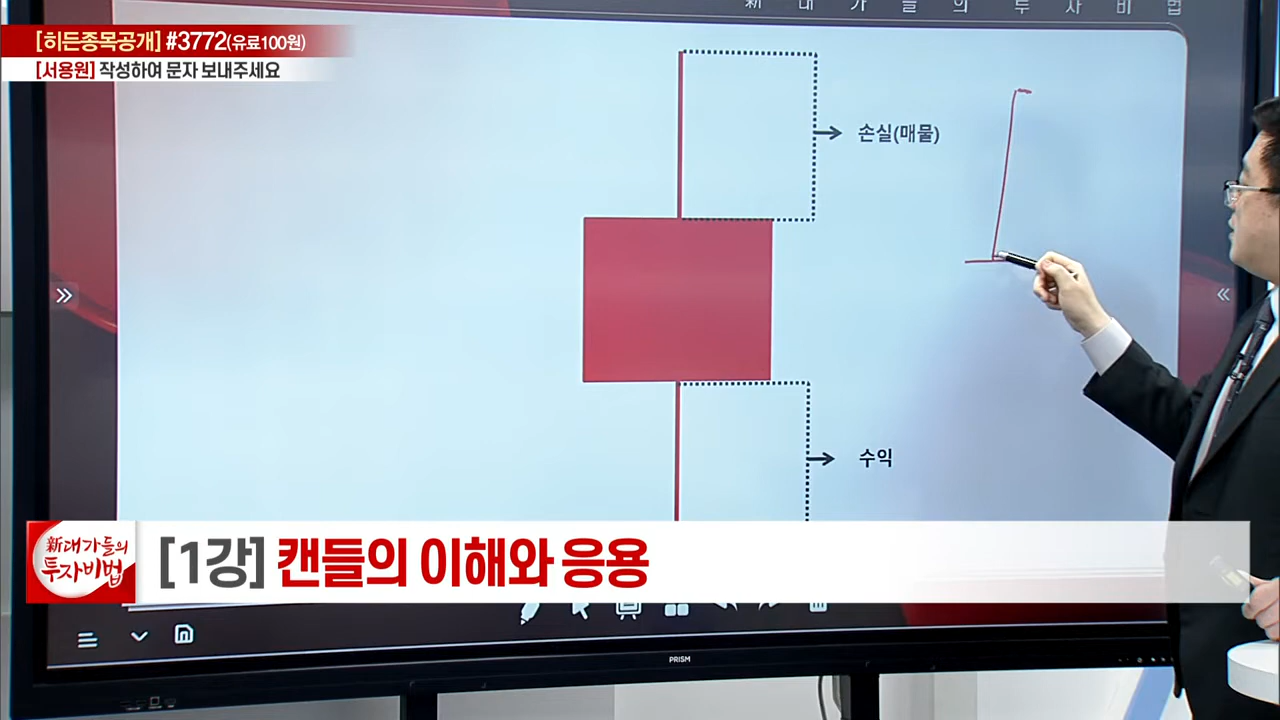 新 대 가 들 의 투 자 비 법
[히든종목공개] #3772(유료100원)
[서용원] 작성하여 문자 보내주세요
손실(매물)
수익
新대가들의
투자비법
[1강] 캔들의 이해와 응용
PRISM